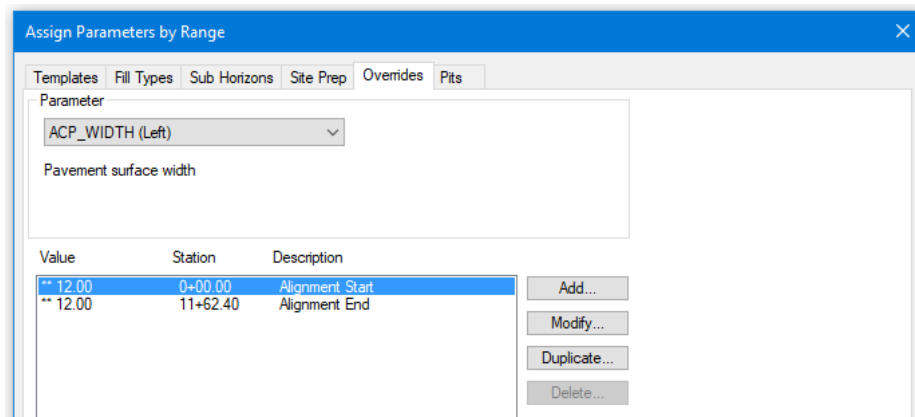 Assign Parameters by Range
Templates Fill Types Sub Horizons Site Prep Overrides Pits
Parameter
ACP_WIDTH (Left)
Pavement surface width
Value Station Description
** 12.00 0+00.00 Alignment Start
** 12.00 11+62.40 Alignment End
Add...
Modify...
Duplicate...
Delete...